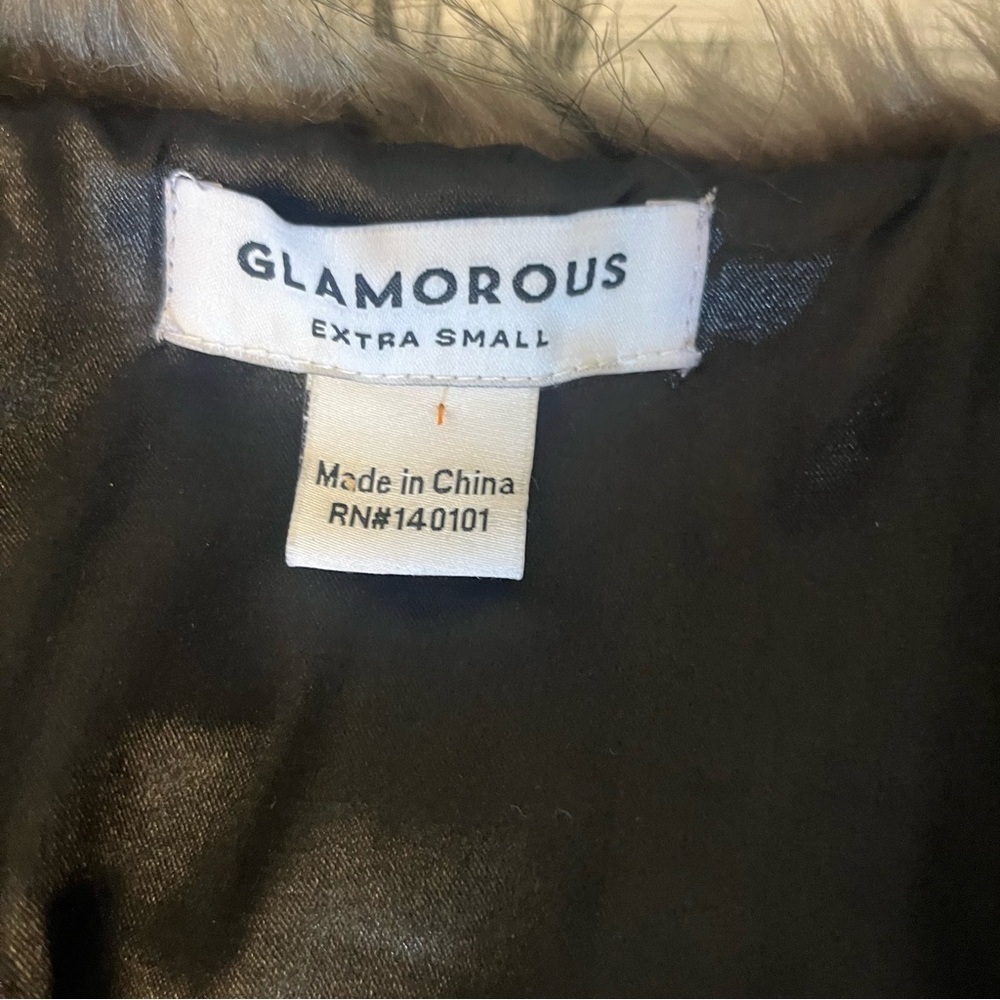 GLAMOROUS
EXTRA SMALL
Made in China
RN#140101